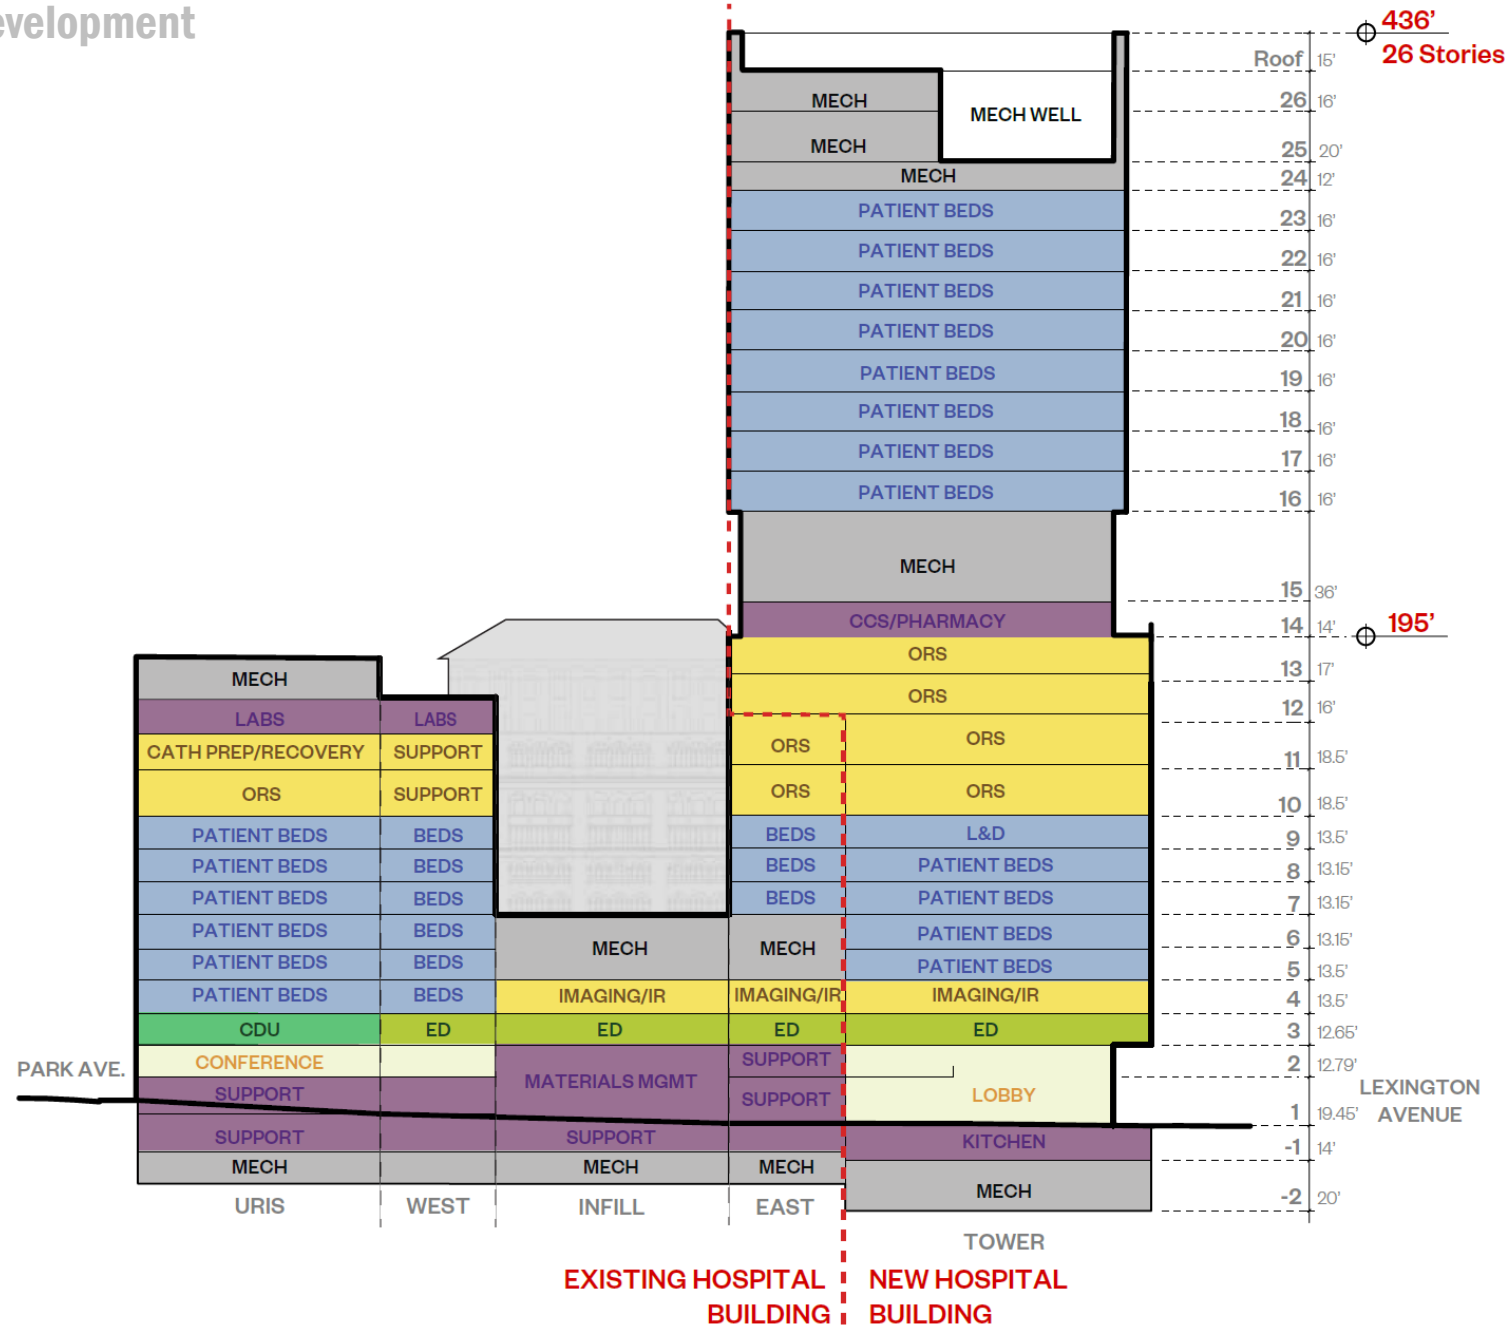 evelopment
436'
26 Stories
Roof 15'
MECH 26 16'
MECH WELL
MECH 25 20'
MECH 24 12'
PATIENT BEDS 23 16'
PATIENT BEDS 22 16'
PATIENT BEDS 21 16'
PATIENT BEDS 20 16'
PATIENT BEDS 19 16'
PATIENT BEDS 18 16'
PATIENT BEDS 17 16'
PATIENT BEDS 16 16'
MECH 15 36'
CCS/PHARMACY 14 14'
195'
ORS 13 17'
MECH
ORS 12 16'
LABS LABS
CATH PREP/RECOVERY SUPPORT ORS ORS 11 18.5'
ORS SUPPORT ORS ORS 10 18.5'
PATIENT BEDS BEDS BEDS L&D 9 13.5'
PATIENT BEDS BEDS BEDS PATIENT BEDS 8 13.15'
PATIENT BEDS BEDS BEDS PATIENT BEDS 7 13.15'
PATIENT BEDS BEDS MECH MECH PATIENT BEDS 6 13.15'
PATIENT BEDS BEDS PATIENT BEDS 5 13.5'
PATIENT BEDS BEDS IMAGING/IR IMAGING/IR IMAGING/IR 4 13.5'
CDU ED ED ED ED 3 12.65'
PARK AVE. CONFERENCE SUPPORT 2 12.79'
MATERIALS MGMT
SUPPORT SUPPORT LOBBY 1 19.45'
LEXINGTON
AVENUE
SUPPORT SUPPORT KITCHEN -1 14'
MECH MECH MECH MECH -2 20'
URIS WEST INFILL EAST
TOWER
EXISTING HOSPITAL
BUILDING
NEW HOSPITAL
BUILDING